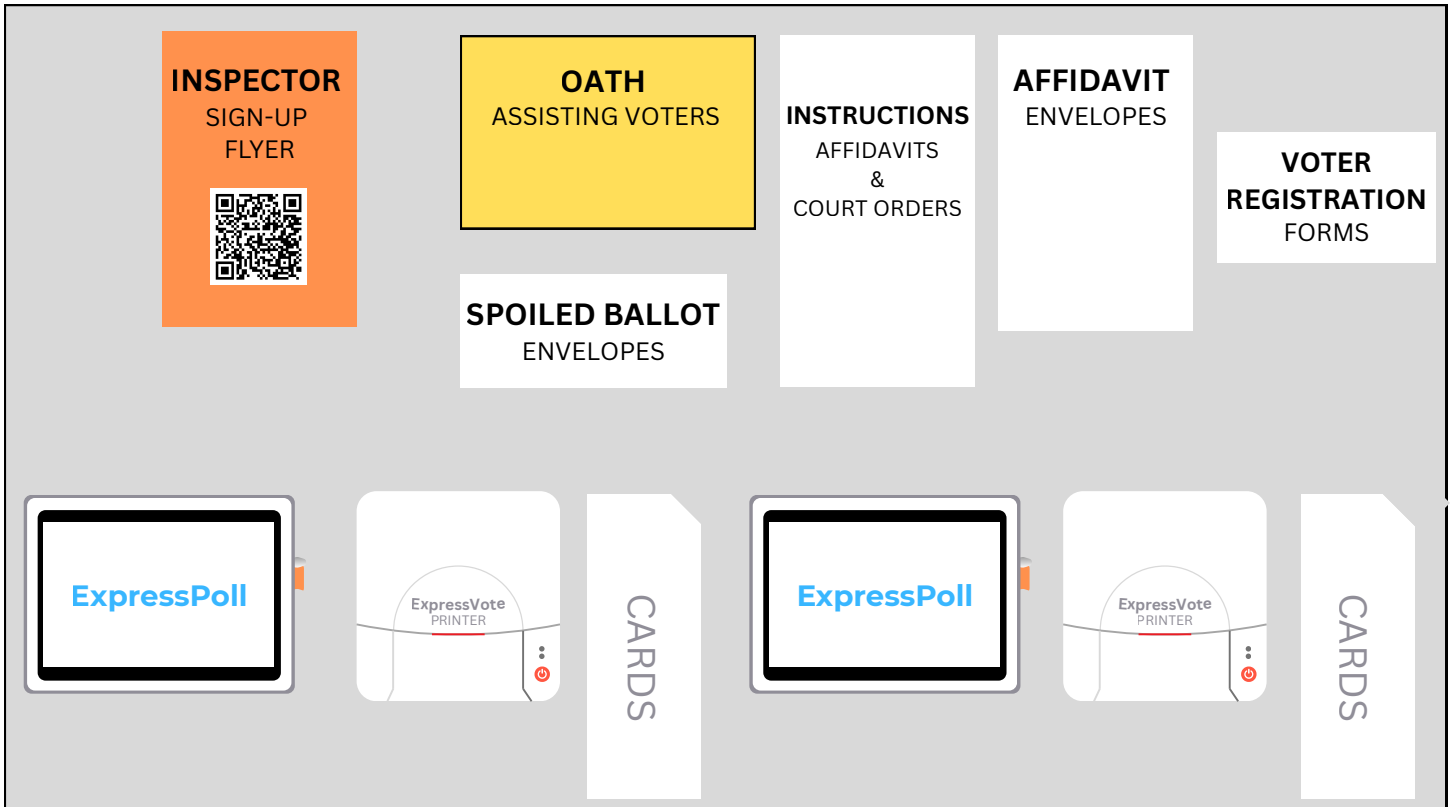 INSPECTOR
SIGN-UP
FLYER
OATH
ASSISTING VOTERS
SPOILED BALLOT
ENVELOPES
INSTRUCTIONS
AFFIDAVITS
&
COURT ORDERS
AFFIDAVIT
ENVELOPES
VOTER
REGISTRATION
FORMS
ExpressPoll
ExpressVote
PRINTER
CARDS
ExpressPoll
ExpressVote
PRINTER
CARDS